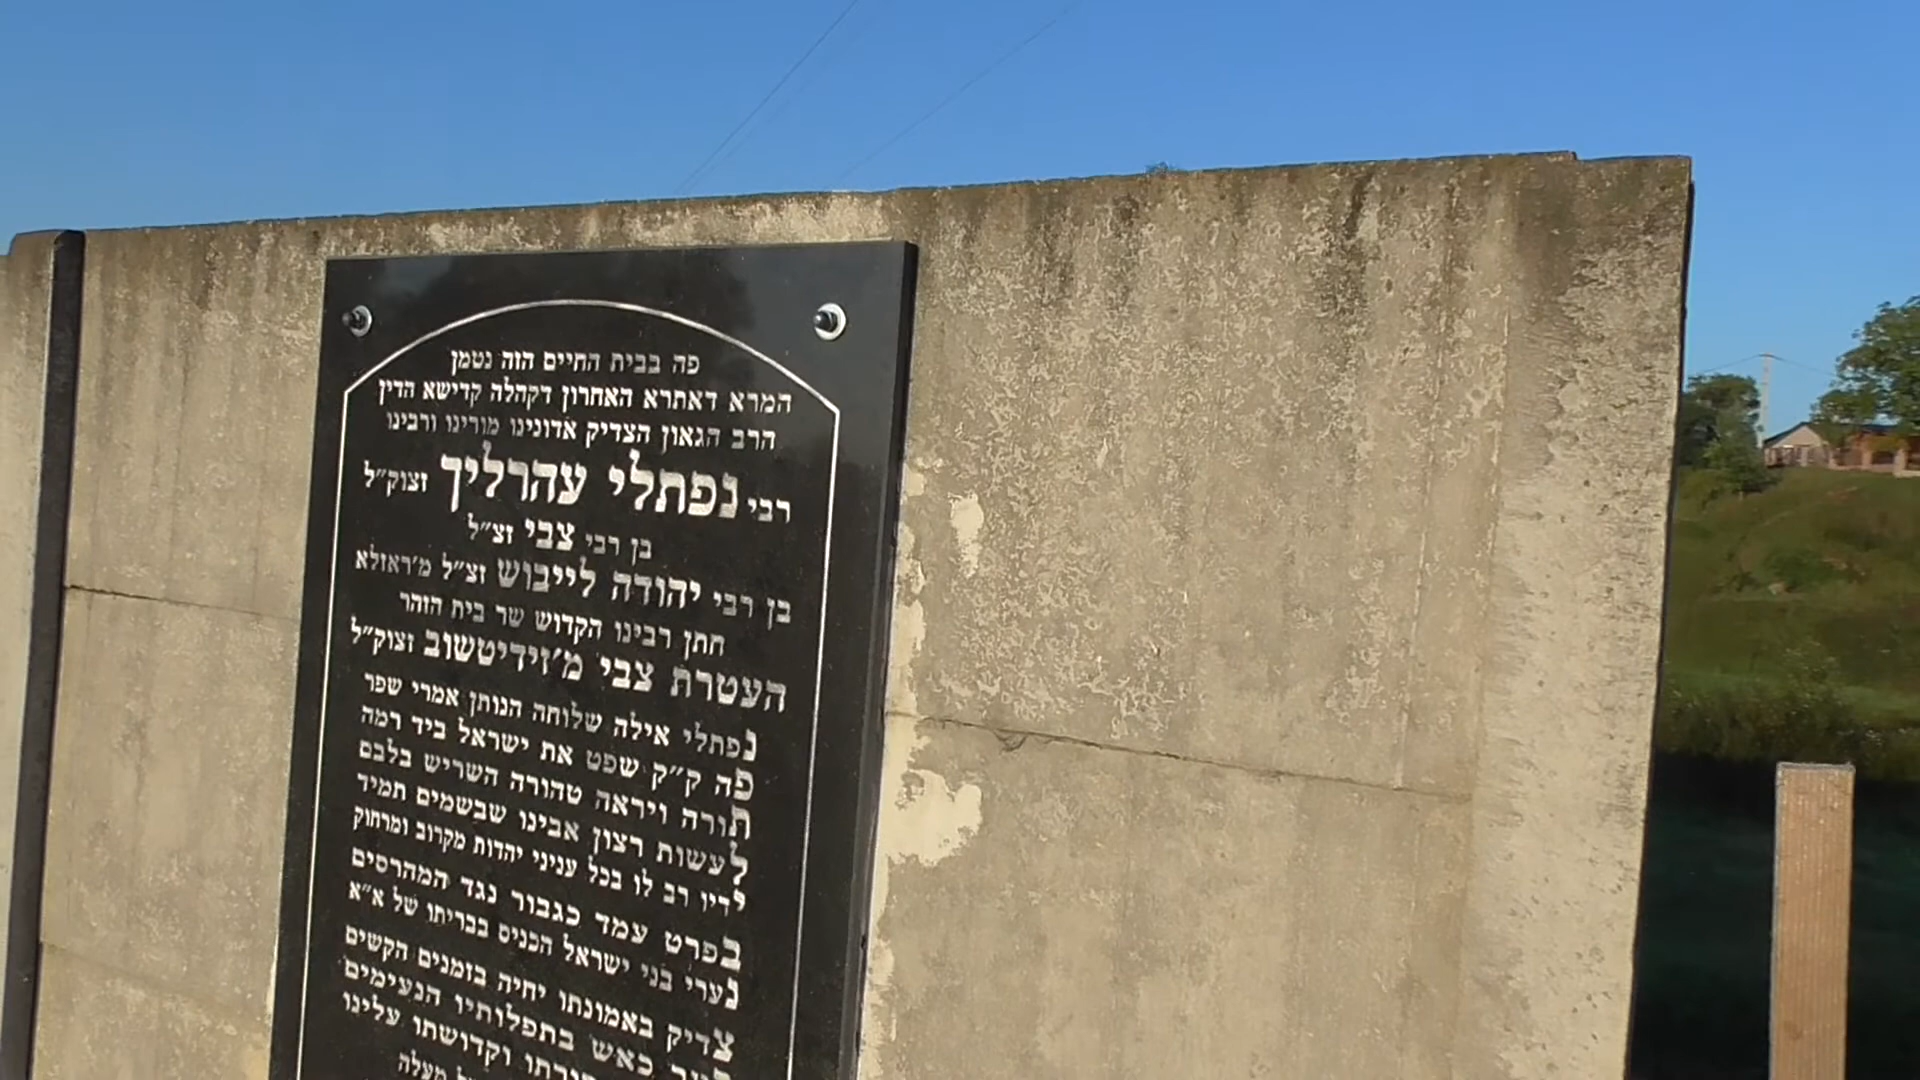 פה בבית החיים הזה נטמן
המרא דאתרא האחרון דקהלה קדישא הדין
הרב הגאון הצדיק אדונינו מורינו ורבינו
רבי נפתלי עהרליך זצוק״ל
בן רבי צבי זצ״ל
בן רבי יהודה לייבוש זצ״ל מ׳ראזלא
חתן רבינו הקדוש שר בית הזהר
העטרת צבי מ׳זידיטשוב זצוק״ל
נפתלי אילה שלוחה הנותן אמרי שפר
פה ק״ק שפט את ישראל ביד רמה
תורה ויראה טהורה השריש בלבם
לעשות רצון אבינו שבשמים תמיד
ידיו רב לו בכל עניני יהדות מקרוב ומרחוק
בפרט עמד כגבור נגד המהרסים
נערי בני ישראל הכניס בבריתו של א״א
צדיק באמונתו יחיה בזמנים הקשים
כאש בתפלותיו הנעימים
וקדושתו עלינו
מעלה